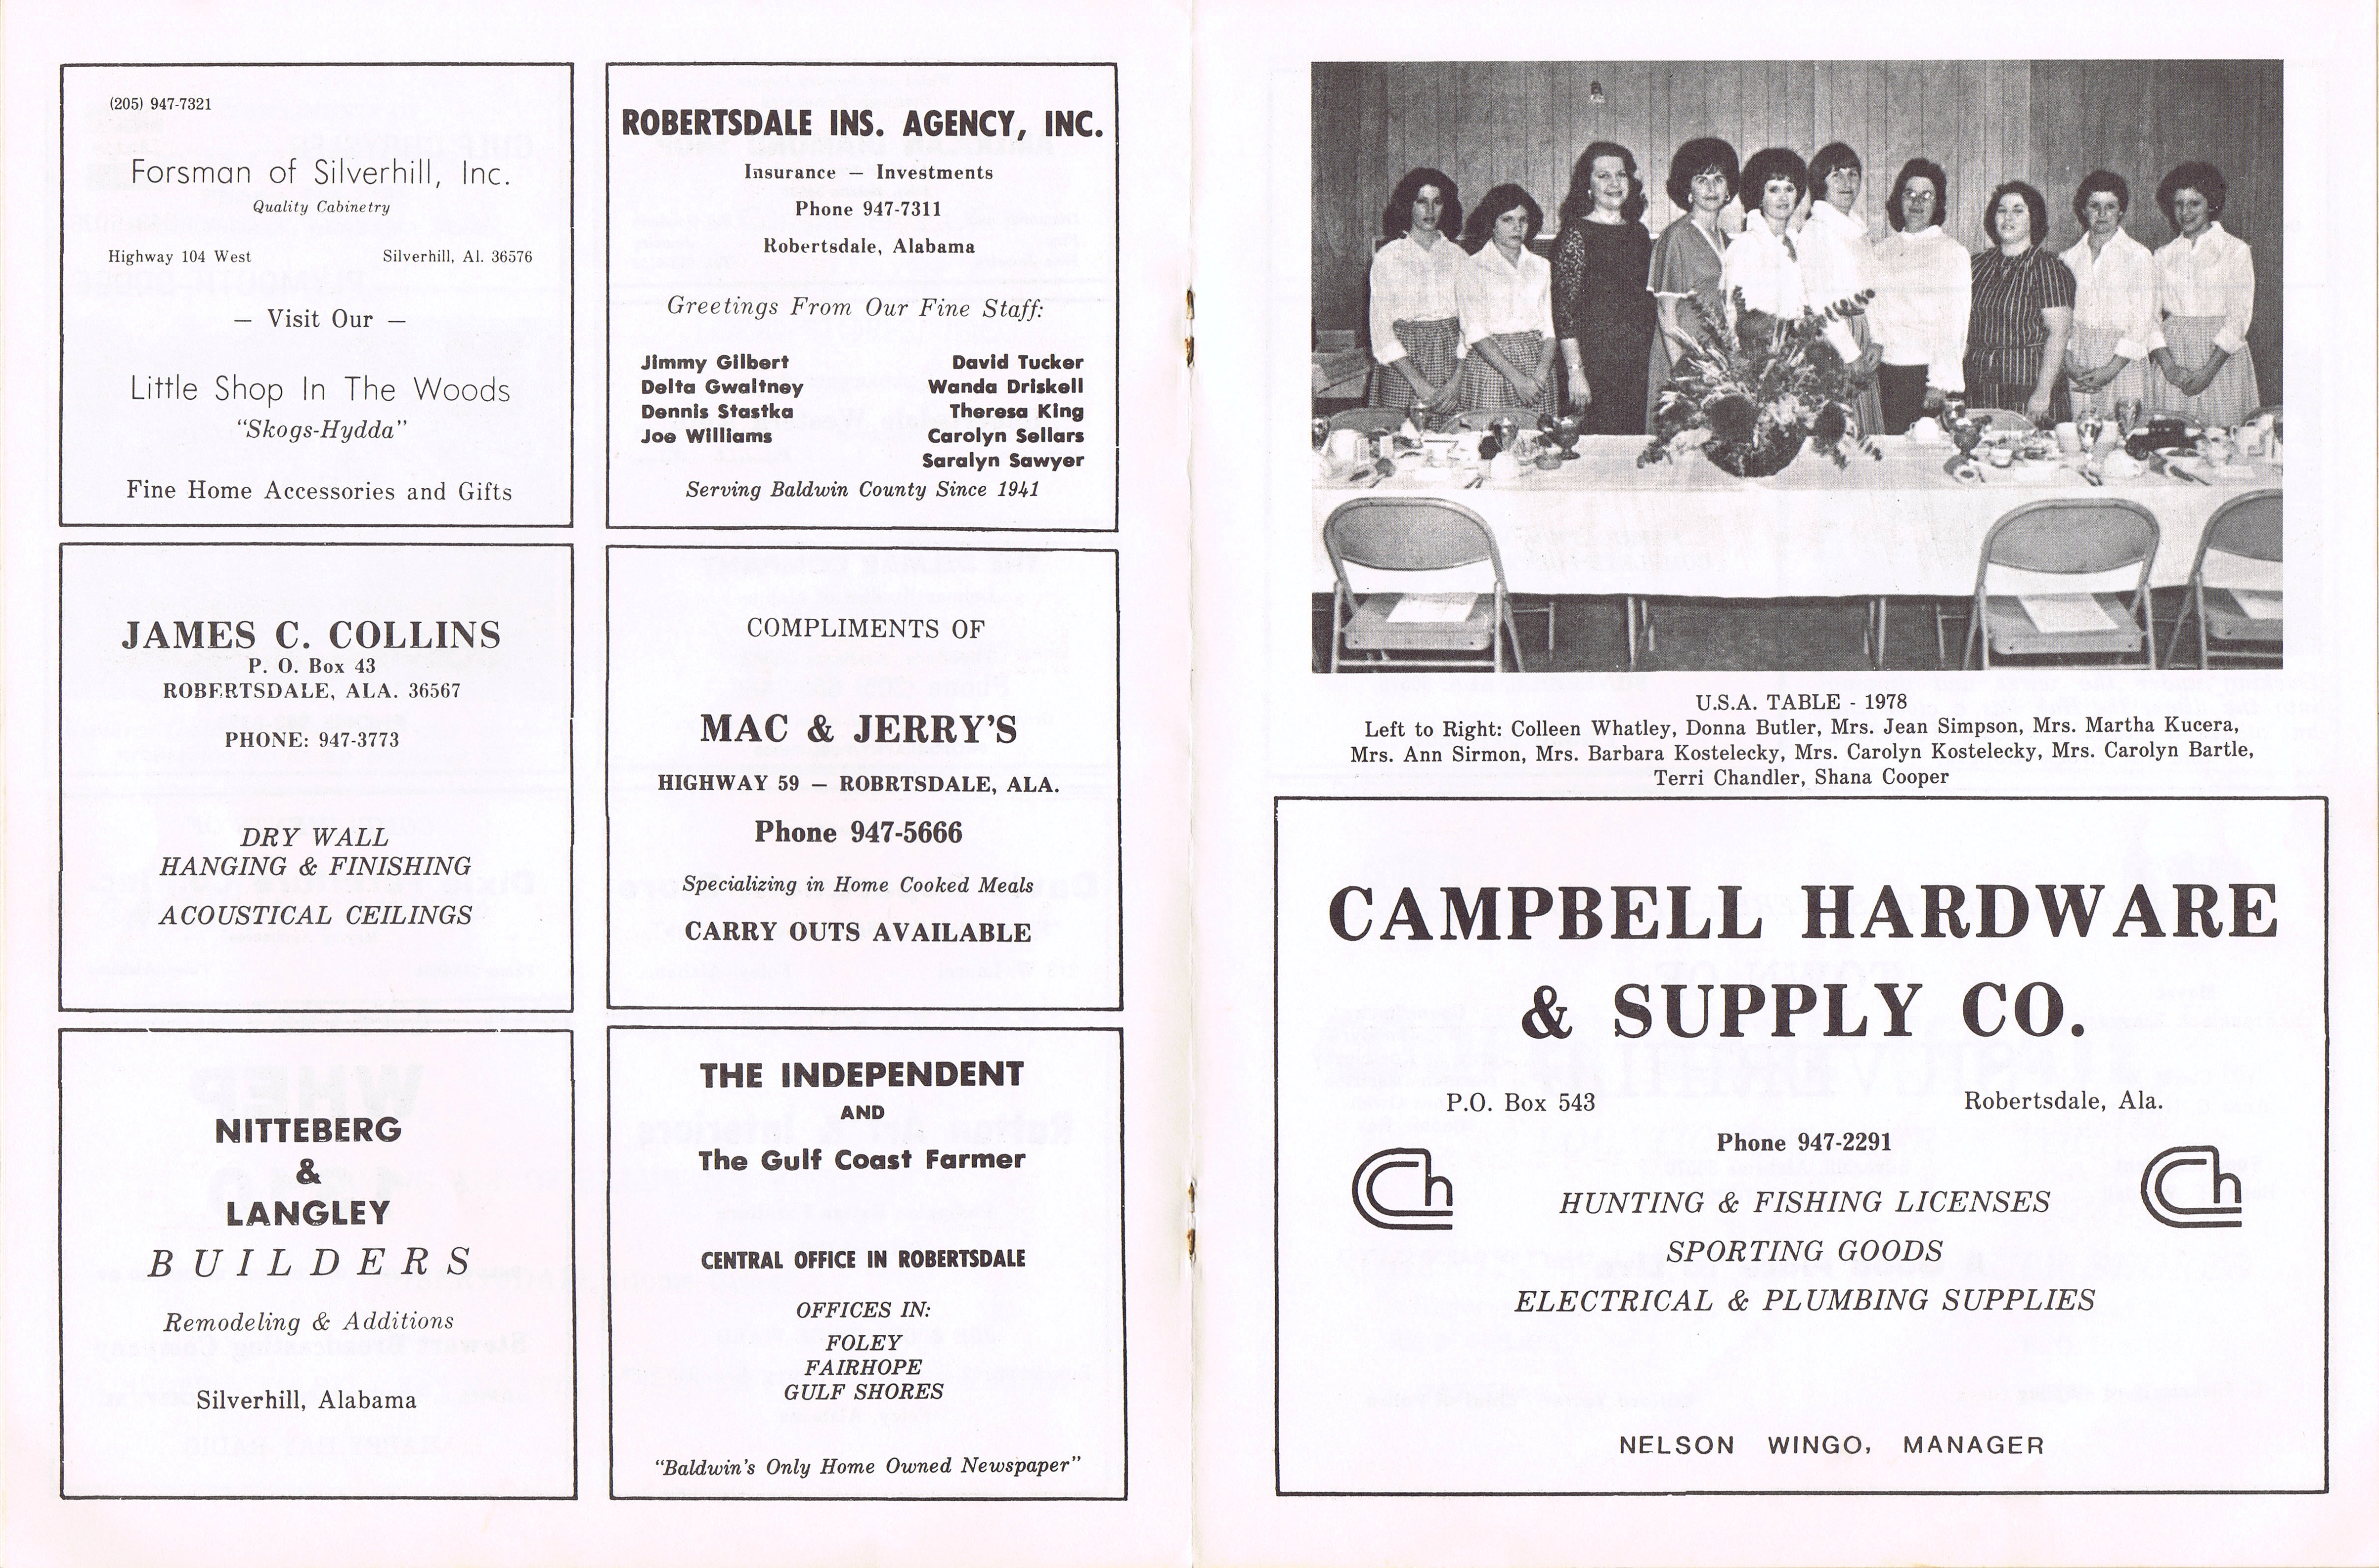 (205) 947-7321
Forsman of Silverhill, Inc.
Quality Cabinetry
Highway 104 West Silverhill, Al. 36576
— Visit Our —
Little Shop In The Woods
“Skogs-Hydda”
Fine Home Accessories and Gifts
ROBERTSDALE INS. AGENCY, INC.
Insurance — Investments
Phone 947-7311
Robertsdale, Alabama
Greetings From Our Fine Staff:
Jimmy Gilbert David Tucker
Delta Gwaltney Wanda Driskell
Dennis Stastka Theresa King
Joe Williams Carolyn Sellars
Saralyn Sawyer
Serving Baldwin County Since 1941
JAMES C. COLLINS
P. O. Box 43
ROBERTSDALE, ALA. 36567
PHONE: 947-3773
DRY WALL
HANGING & FINISHING
ACOUSTICAL CEILINGS
COMPLIMENTS OF
MAC & JERRY’S
HIGHWAY 59 — ROBRTSDALE, ALA.
Phone 947-5666
Specializing in Home Cooked Meals
CARRY OUTS AVAILABLE
NITTEBERG
&
LANGLEY
BUILDERS
Remodeling & Additions
Silverhill, Alabama
THE INDEPENDENT
AND
The Gulf Coast Farmer
CENTRAL OFFICE IN ROBERTSDALE
OFFICES IN:
FOLEY
FAIRHOPE
GULF SHORES
“Baldwin’s Only Home Owned Newspaper”
U.S.A. TABLE - 1978
Left to Right: Colleen Whatley, Donna Butler, Mrs. Jean Simpson, Mrs. Martha Kucera,
Mrs. Ann Sirmon, Mrs. Barbara Kostelecky, Mrs. Carolyn Kostelecky, Mrs. Carolyn Bartle,
Terri Chandler, Shana Cooper
CAMPBELL HARDWARE
& SUPPLY CO.
P.O. Box 543 Robertsdale, Ala.
Phone 947-2291
Ch Ch
HUNTING & FISHING LICENSES
SPORTING GOODS
ELECTRICAL & PLUMBING SUPPLIES
NELSON WINGO, MANAGER